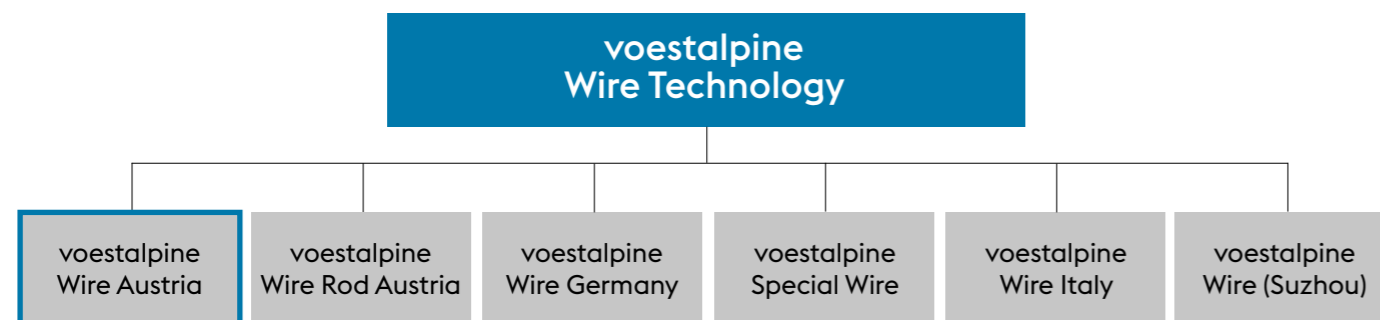 voestalpine
Wire Technology
voestalpine
Wire Austria
voestalpine
Wire Rod Austria
voestalpine
Wire Germany
voestalpine
Special Wire
voestalpine
Wire Italy
voestalpine
Wire (Suzhou)